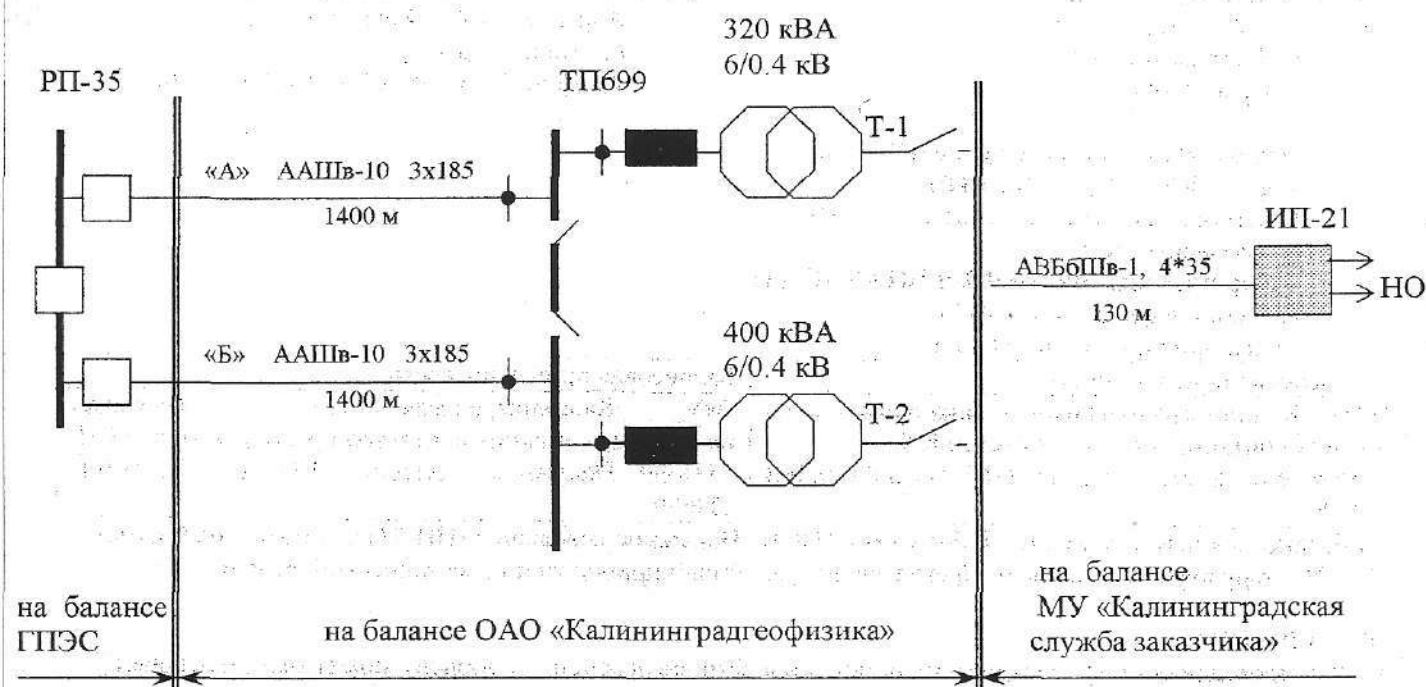 320 кВА
6/0.4 кВ
РП-35
ТП699
Т-1
«А» ААШв-10 3х185
1400 м
ИП-21
АВБбШв-1, 4*35
130 м
НО
400 кВА
6/0.4 кВ
«Б» ААШв-10 3х185
1400 м
Т-2
на балансе
ГПЭС
на балансе ОАО «Калининградгеофизика»
на балансе
МУ «Калининградская
служба заказчика»